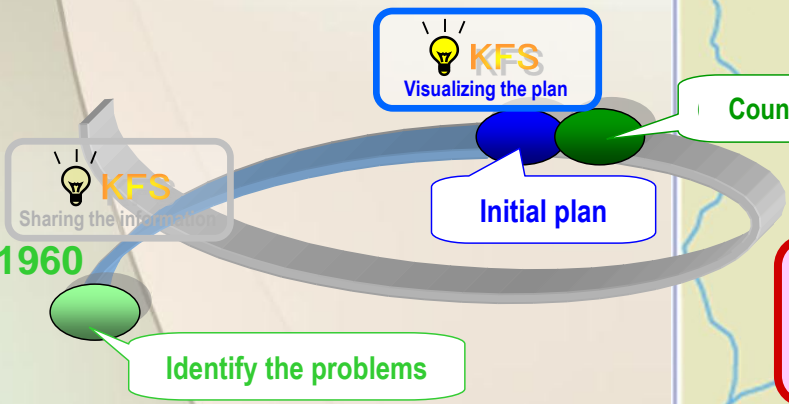 KFS
Visualizing the plan
Coun
KFS
Sharing the information
Initial plan
1960
Identify the problems